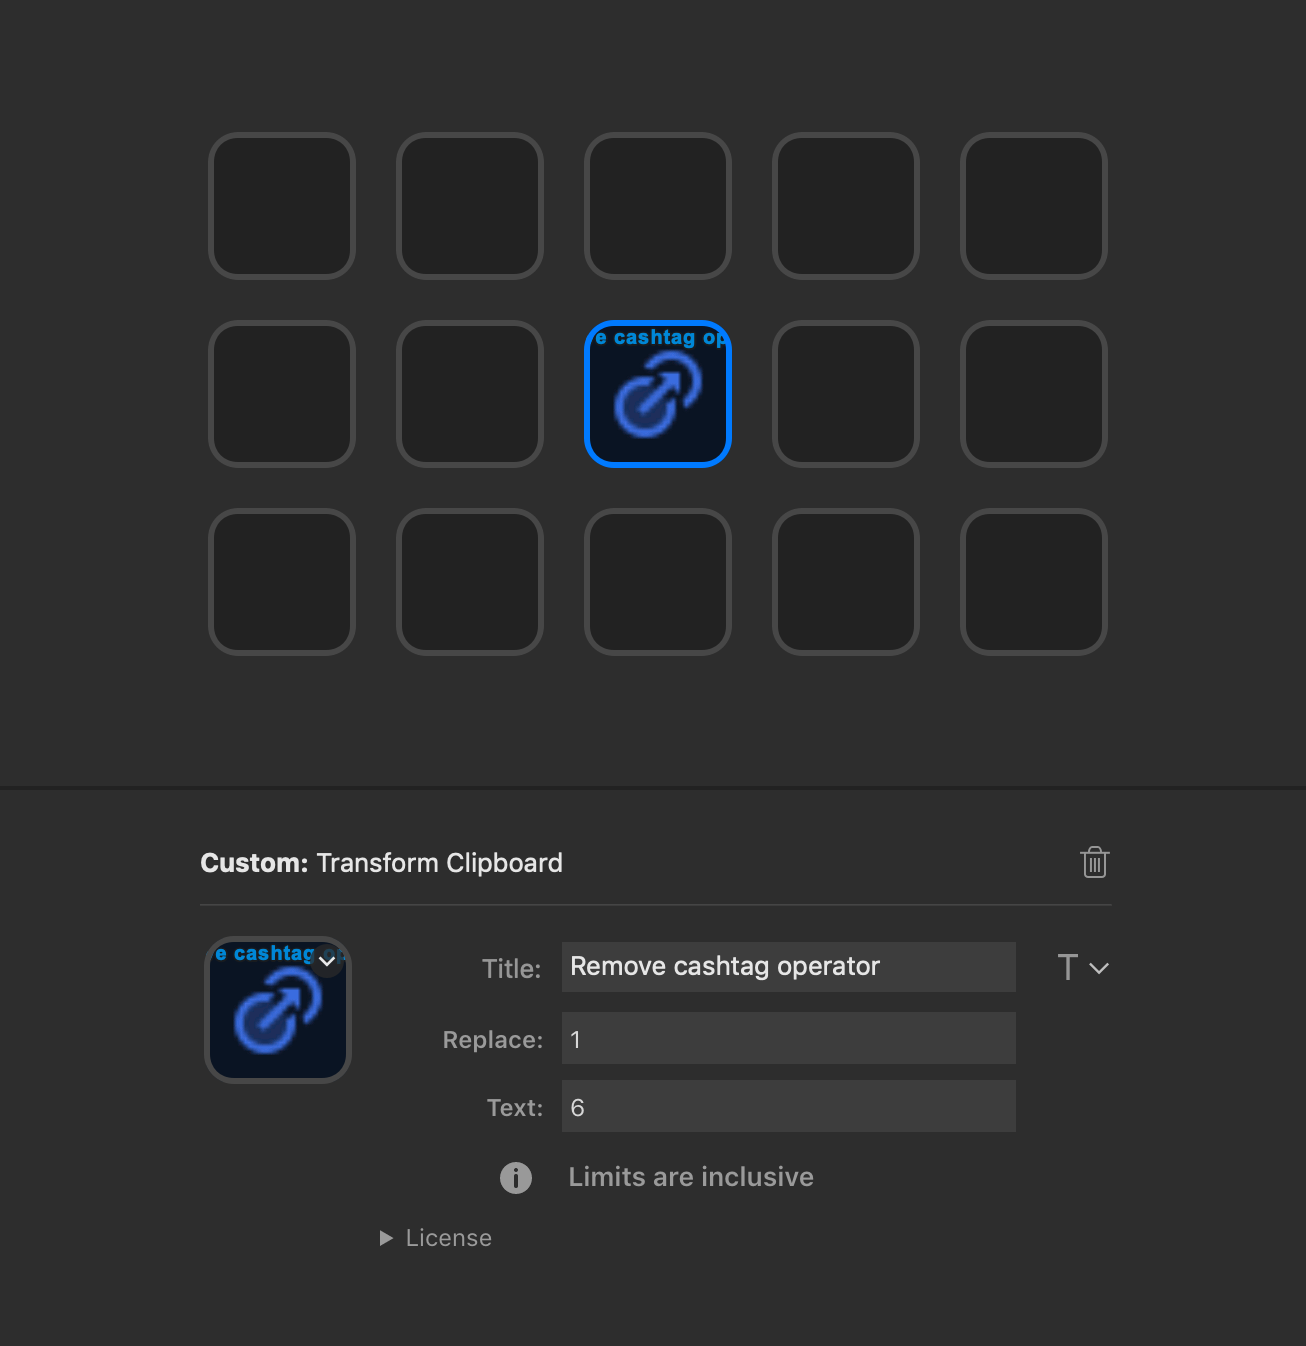 e cashtag op
Custom: Transform Clipboard
e cashtag op
Title: Remove cashtag operator
T
Replace: 1
Text: 6
Limits are inclusive
License